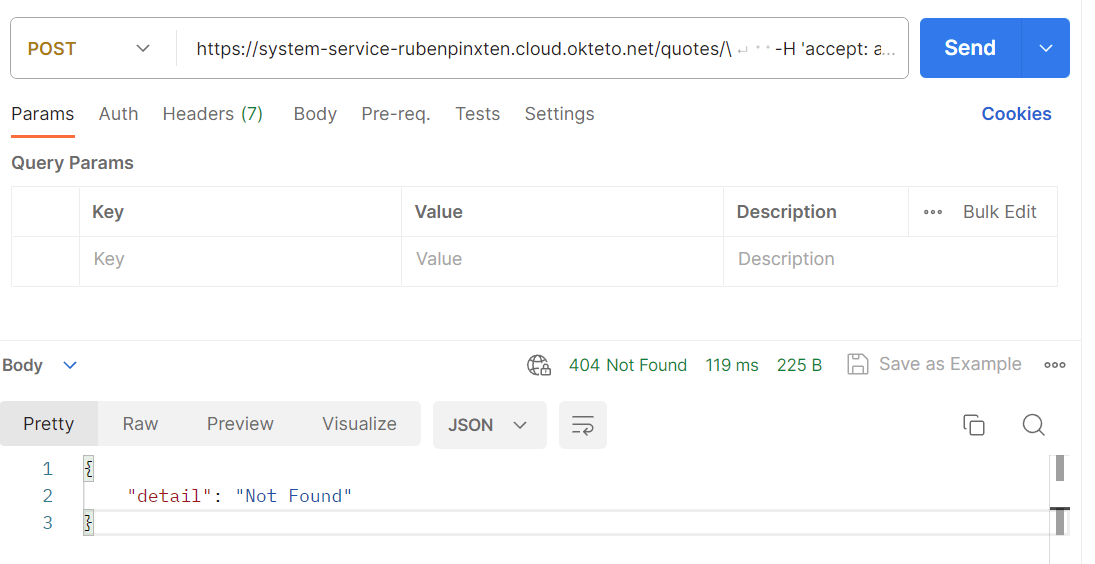 POST https://system-service-rubenpinxten.cloud.okteto.net/quotes/\ ↵ ·· -H 'accept: a... Send
Params Auth Headers (7) Body Pre-req. Tests Settings Cookies
Query Params
Key Value Description ••• Bulk Edit
Key Value Description
Body 404 Not Found 119 ms 225 B Save as Example •••
Pretty Raw Preview Visualize JSON
1 {
2 "detail": "Not Found"
3 }